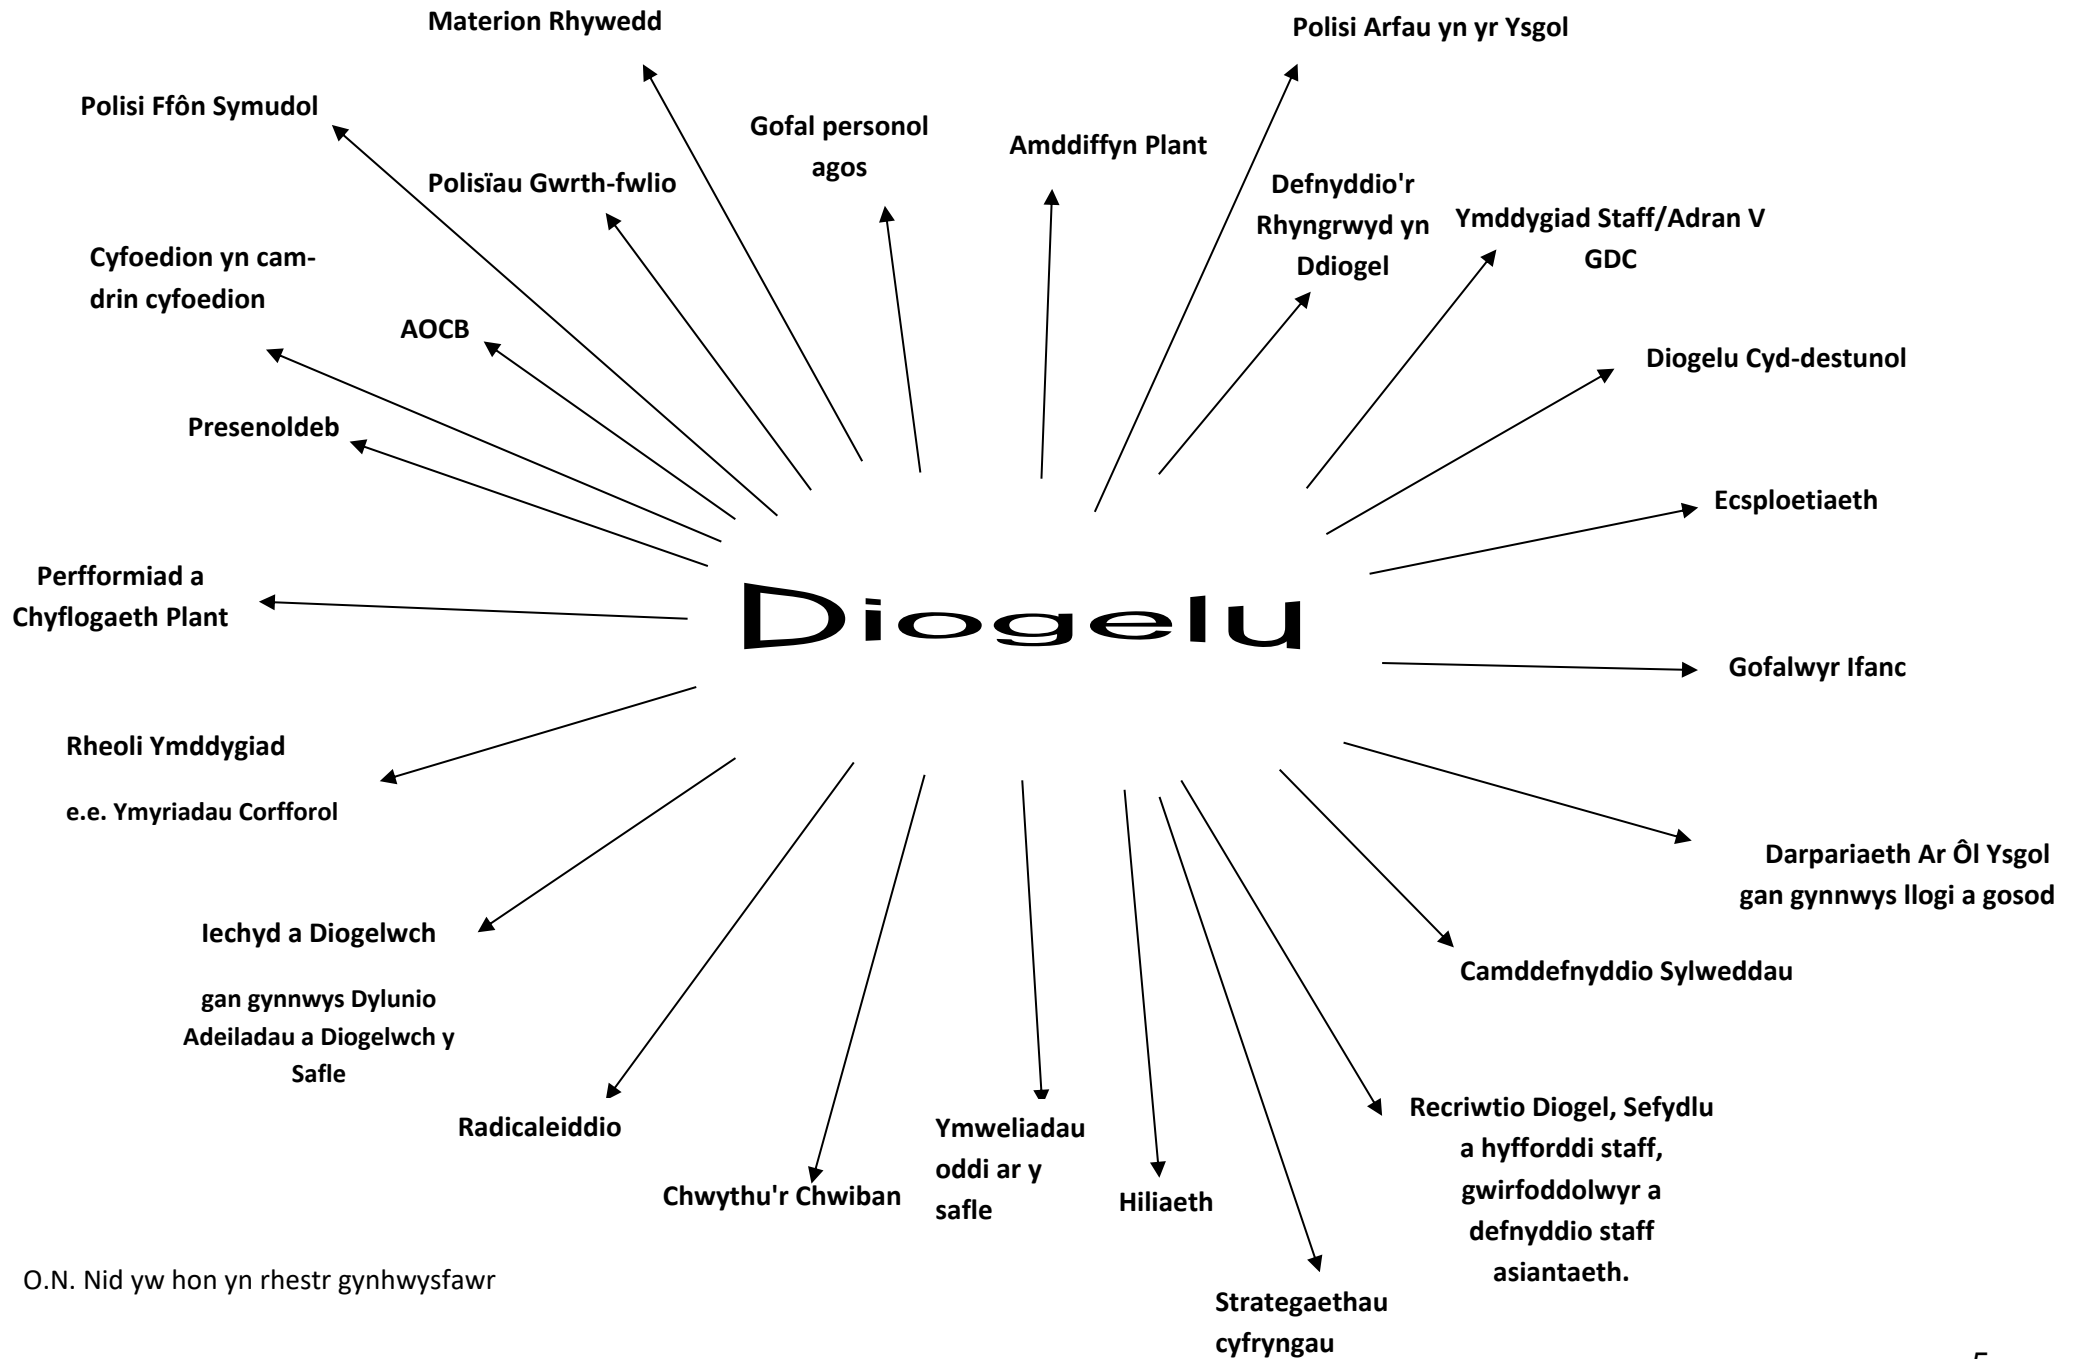 Materion Rhywedd
Polisi Arfau yn yr Ysgol
Polisi Ffôn Symudol
Gofal personol
agos
Amddiffyn Plant
Polisïau Gwrth-fwlio
Defnyddio'r
Rhyngrwyd yn
Ddiogel
Ymddygiad Staff/Adran V
GDC
Cyfoedion yn cam-
drin cyfoedion
AOCB
Diogelu Cyd-destunol
Presenoldeb
Ecsploetiaeth
Perfformiad a
Chyflogaeth Plant
Diogelu
Gofalwyr Ifanc
Rheoli Ymddygiad
e.e. Ymyriadau Corfforol
Darpariaeth Ar Ôl Ysgol
gan gynnwys llogi a gosod
Iechyd a Diogelwch
gan gynnwys Dylunio
Adeiladau a Diogelwch y
Safle
Camddefnyddio Sylweddau
Radicaleiddio
Chwythu'r Chwiban
Ymweliadau
oddi ar y
safle
Hiliaeth
Recriwtio Diogel, Sefydlu
a hyfforddi staff,
gwirfoddolwyr a
defnyddio staff
asiantaeth.
Strategaethau
cyfryngau
O.N. Nid yw hon yn rhestr gynhwysfawr